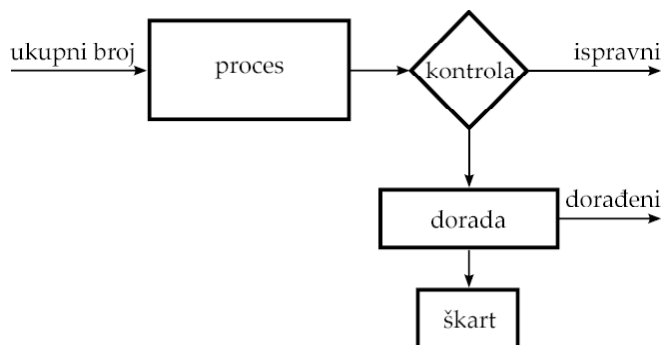 ukupni broj
proces
kontrola
ispravni
dorada
dorađeni
škart